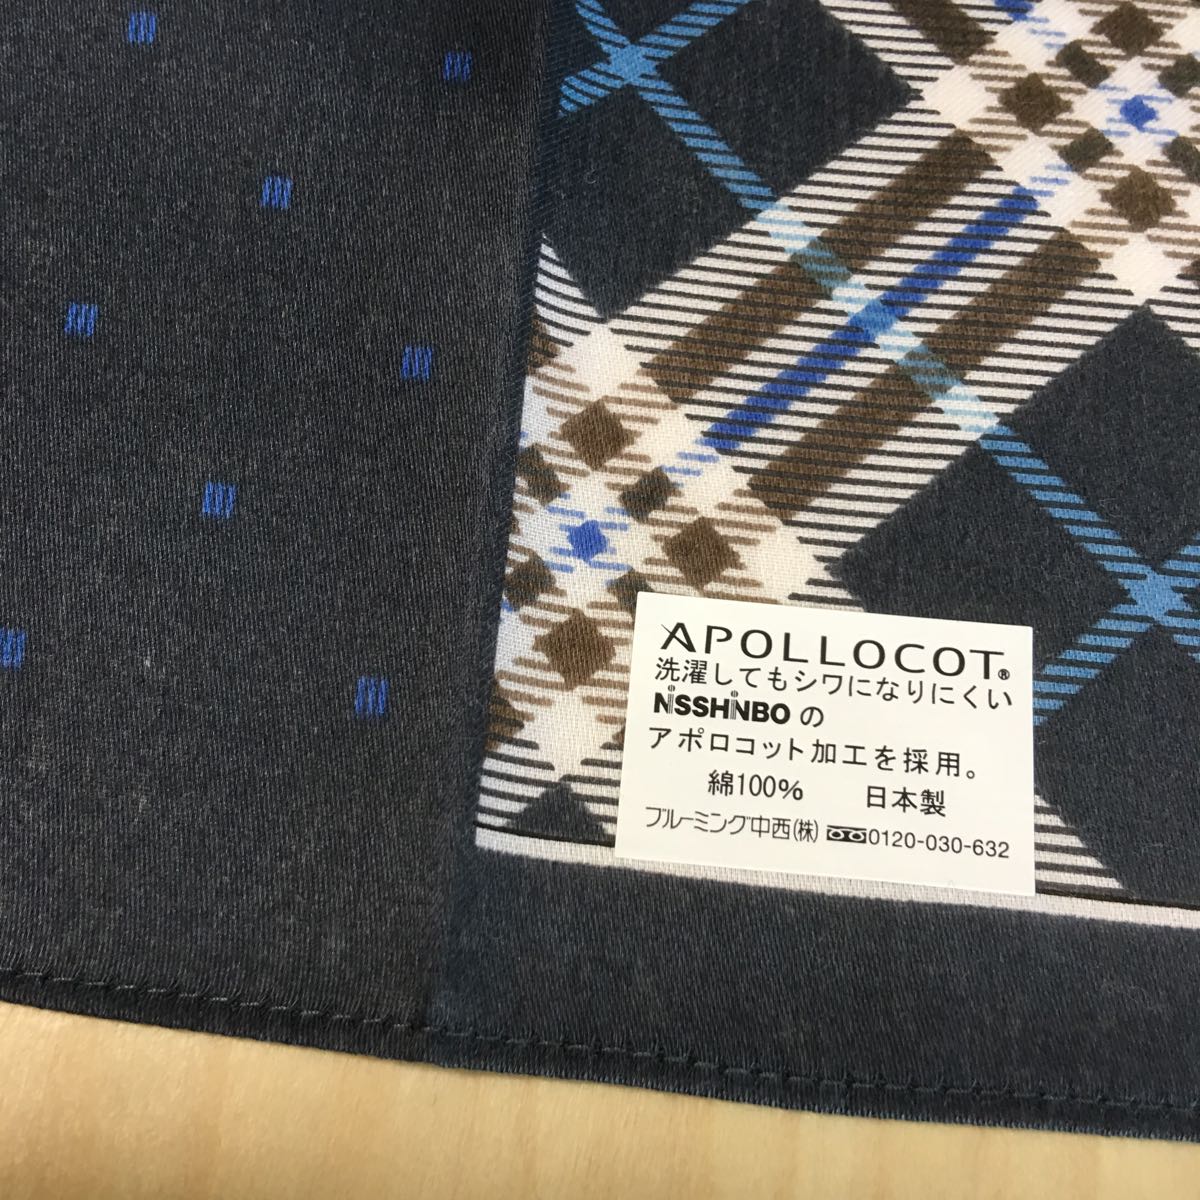 APOLLOCOT®
洗濯してもシワになりにくい
NISSHINBOの
アポロコット加工を採用。
綿100% 日本製
ブルーミング中西(株) 0120-030-632